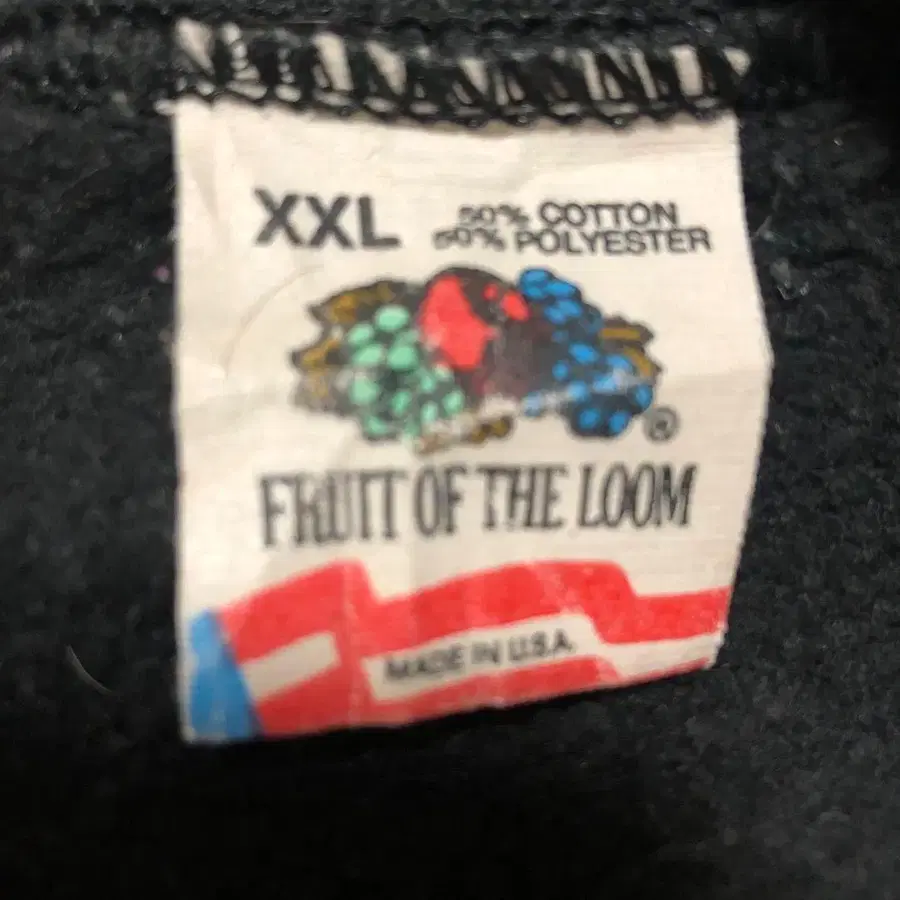 XXL
50% COTTON
50% POLYESTER
®
FRUIT OF THE LOOM
MADE IN U.S.A.